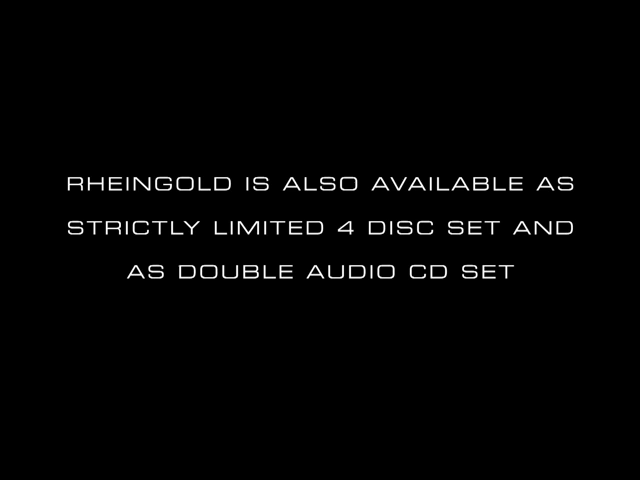 RHEINGOLD IS ALSO AVAILABLE AS
STRICTLY LIMITED 4 DISC SET AND
AS DOUBLE AUDIO CD SET